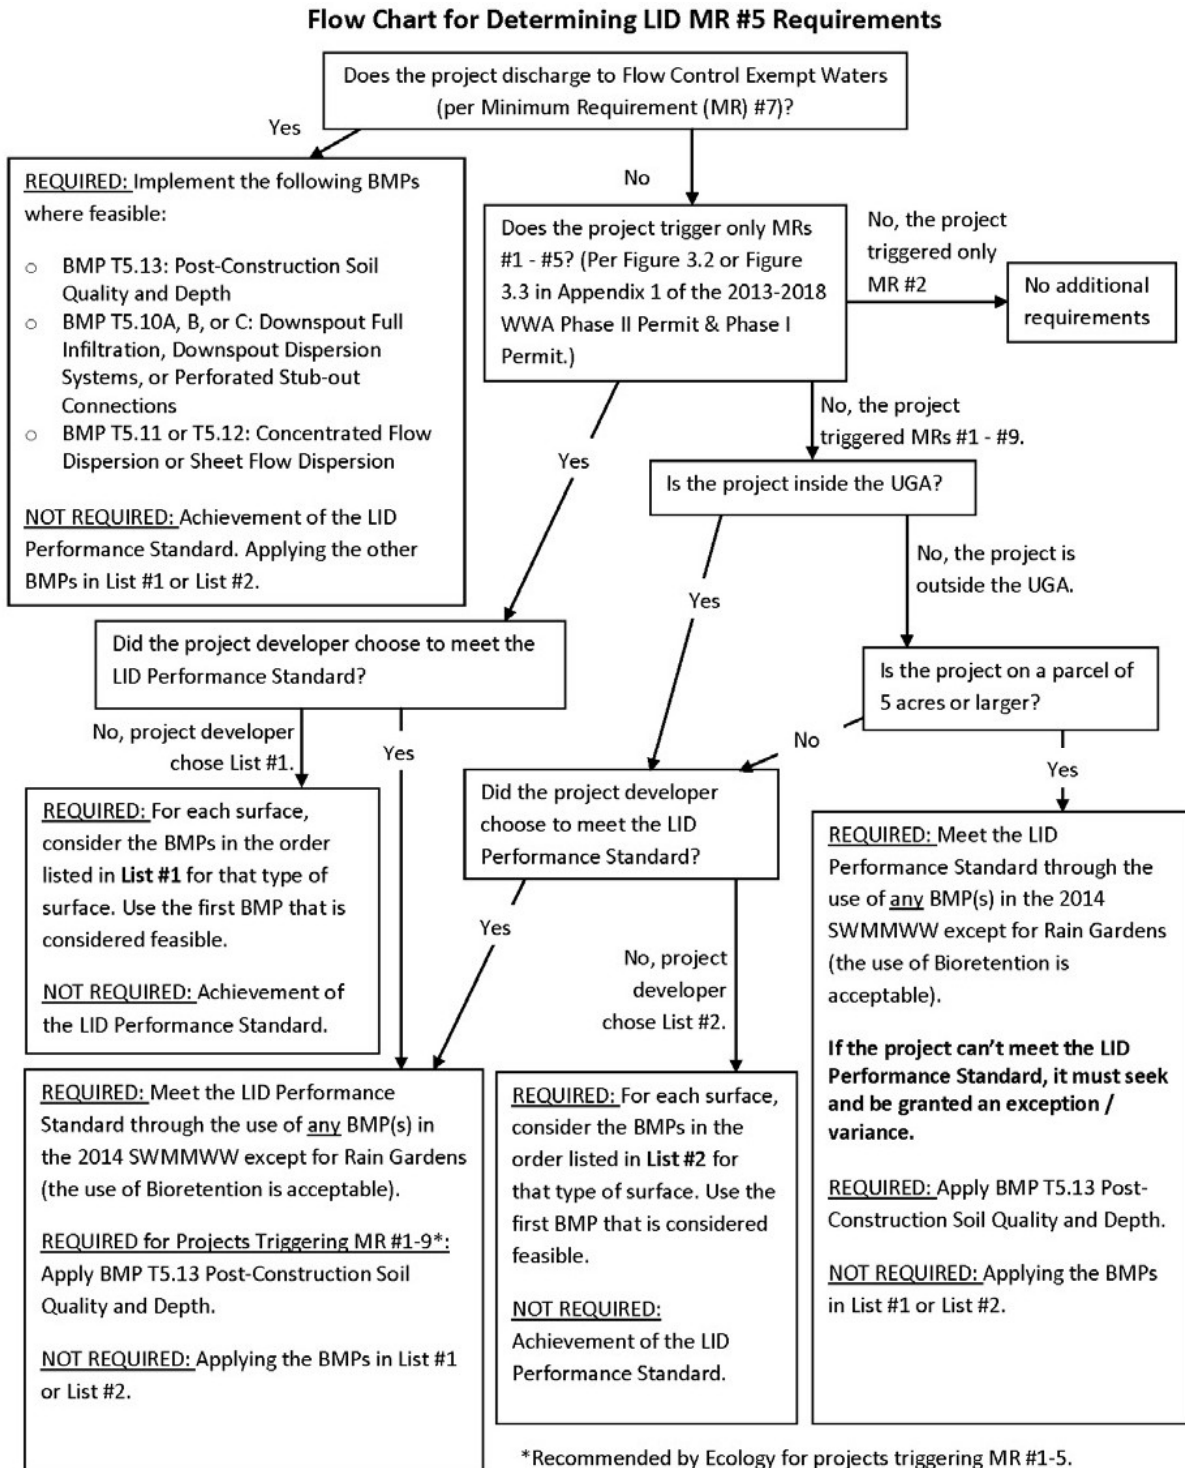 Flow Chart for Determining LID MR #5 Requirements
Does the project discharge to Flow Control Exempt Waters
(per Minimum Requirement (MR) #7)?
Yes
No
REQUIRED: Implement the following BMPs
where feasible:
○ BMP T5.13: Post-Construction Soil
Quality and Depth
○ BMP T5.10A, B, or C: Downspout Full
Infiltration, Downspout Dispersion
Systems, or Perforated Stub-out
Connections
○ BMP T5.11 or T5.12: Concentrated Flow
Dispersion or Sheet Flow Dispersion
NOT REQUIRED: Achievement of the LID
Performance Standard. Applying the other
BMPs in List #1 or List #2.
Does the project trigger only MRs
#1 - #5? (Per Figure 3.2 or Figure
3.3 in Appendix 1 of the 2013-2018
WWA Phase II Permit & Phase I
Permit.)
No, the project
triggered only
MR #2
No additional
requirements
Yes
No, the project
triggered MRs #1 - #9.
Is the project inside the UGA?
Yes
No, the project is
outside the UGA.
Did the project developer choose to meet the
LID Performance Standard?
Is the project on a parcel of
5 acres or larger?
No, project developer
chose List #1.
Yes
No
Yes
REQUIRED: For each surface,
consider the BMPs in the order
listed in List #1 for that type of
surface. Use the first BMP that is
considered feasible.
NOT REQUIRED: Achievement of
the LID Performance Standard.
Did the project developer
choose to meet the LID
Performance Standard?
Yes
No, project
developer
chose List #2.
REQUIRED: Meet the LID
Performance Standard through the
use of any BMP(s) in the 2014
SWMMWW except for Rain Gardens
(the use of Bioretention is
acceptable).
If the project can't meet the LID
Performance Standard, it must seek
and be granted an exception /
variance.
REQUIRED: Apply BMP T5.13 Post-
Construction Soil Quality and Depth.
NOT REQUIRED: Applying the BMPs
in List #1 or List #2.
REQUIRED: Meet the LID Performance
Standard through the use of any BMP(s) in
the 2014 SWMMWW except for Rain Gardens
(the use of Bioretention is acceptable).
REQUIRED for Projects Triggering MR #1-9*:
Apply BMP T5.13 Post-Construction Soil
Quality and Depth.
NOT REQUIRED: Applying the BMPs in List #1
or List #2.
REQUIRED: For each surface,
consider the BMPs in the
order listed in List #2 for
that type of surface. Use the
first BMP that is considered
feasible.
NOT REQUIRED:
Achievement of the LID
Performance Standard.
*Recommended by Ecology for projects triggering MR #1-5.